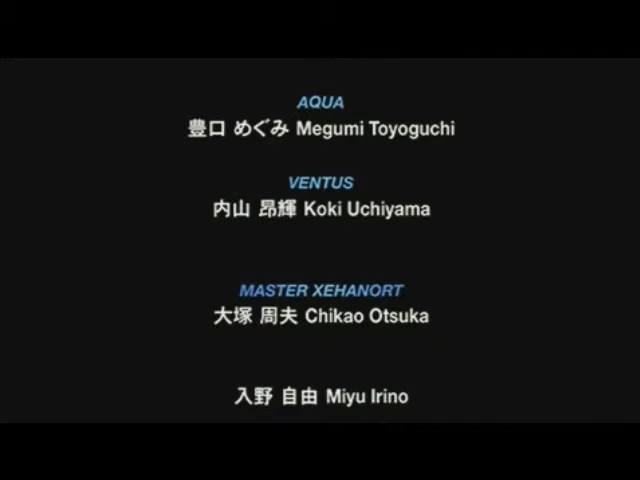 AQUA
豊口 めぐみ Megumi Toyoguchi
VENTUS
内山 昂輝 Koki Uchiyama
MASTER XEHANORT
大塚 周夫 Chikao Otsuka
入野 自由 Miyu Irino